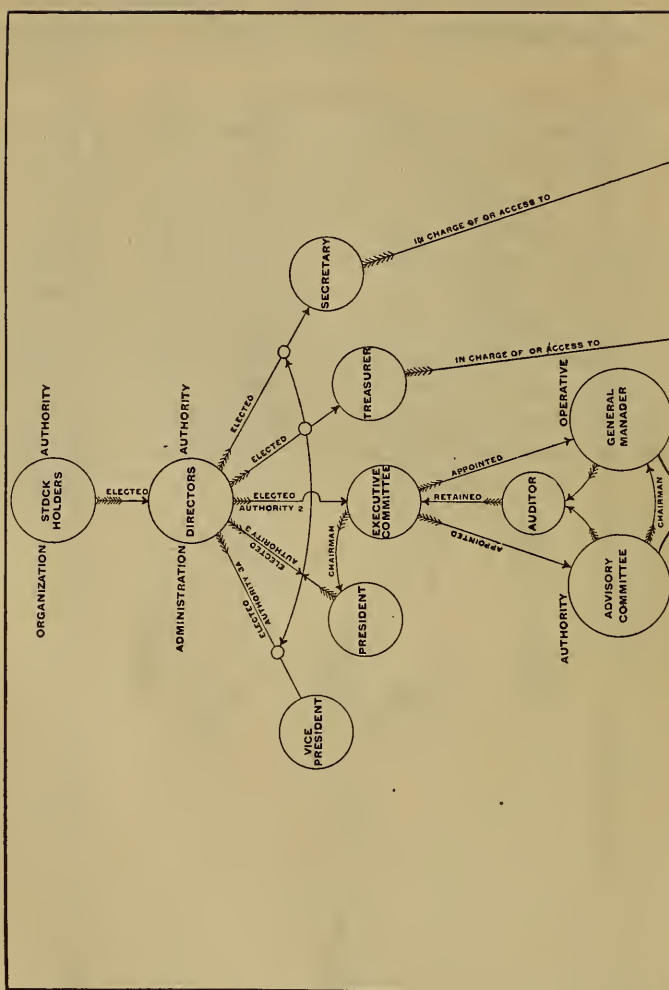 ORGANIZATION
STOCK
HOLDERS
AUTHORITY
ELECTED
ADMINISTRATION
DIRECTORS
AUTHORITY
ELECTED
AUTHORITY 3A
ELECTED
AUTHORITY 3
ELECTED
AUTHORITY 2
ELECTED
ELECTED
VICE
PRESIDENT
PRESIDENT
CHAIRMAN
EXECUTIVE
COMMITTEE
TREASURER
SECRETARY
APPOINTED
RETAINED
APPOINTED
IN CHARGE OF OR ACCESS TO
IN CHARGE OF OR ACCESS TO
AUTHORITY
ADVISORY
COMMITTEE
AUDITOR
CHAIRMAN
GENERAL
MANAGER
OPERATIVE